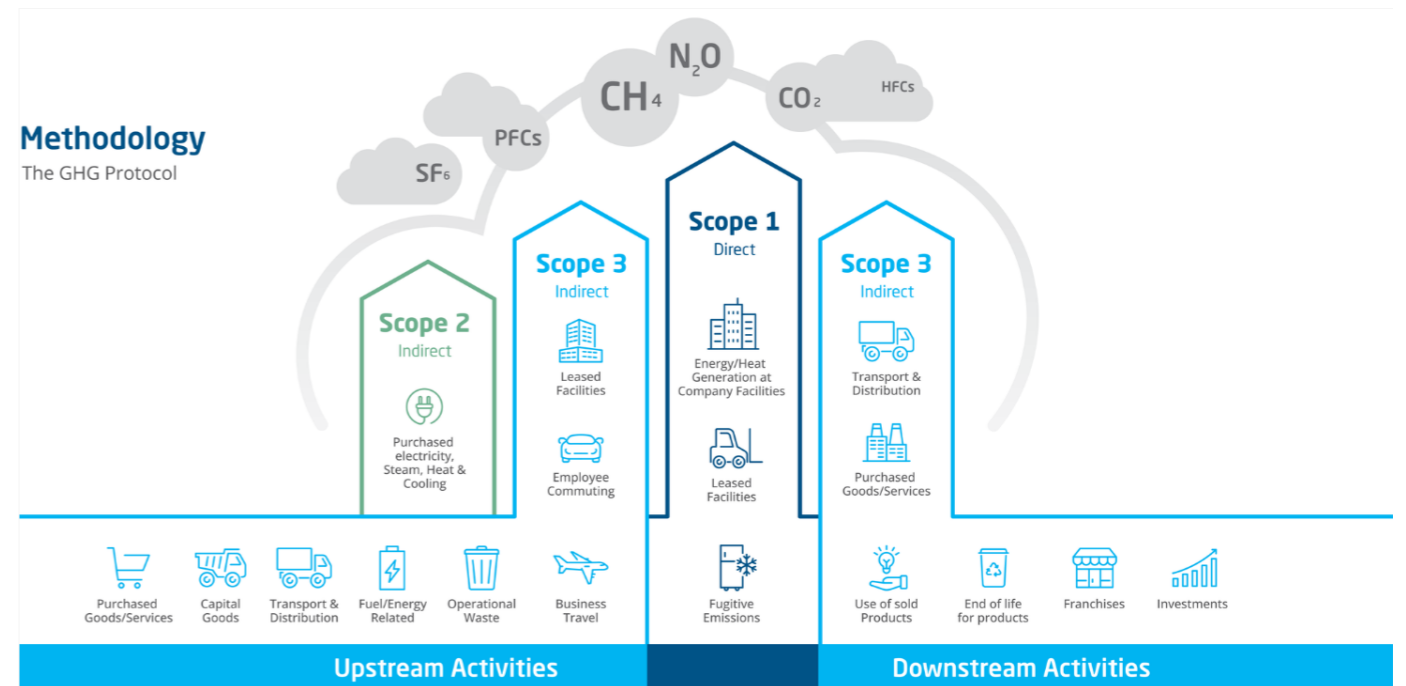 Methodology
The GHG Protocol
SF₆
PFCs
CH₄
N₂O
CO₂
HFCs
Scope 2
Indirect
Purchased
electricity,
Steam, Heat &
Cooling
Scope 3
Indirect
Leased
Facilities
Employee
Commuting
Scope 1
Direct
Energy/Heat
Generation at
Company Facilities
Leased
Facilities
Scope 3
Indirect
Transport &
Distribution
Purchased
Goods/Services
Purchased
Goods/Services
Capital
Goods
Transport &
Distribution
Fuel/Energy
Related
Operational
Waste
Business
Travel
Fugitive
Emissions
Use of sold
Products
End of life
for products
Franchises
Investments
Upstream Activities
Downstream Activities